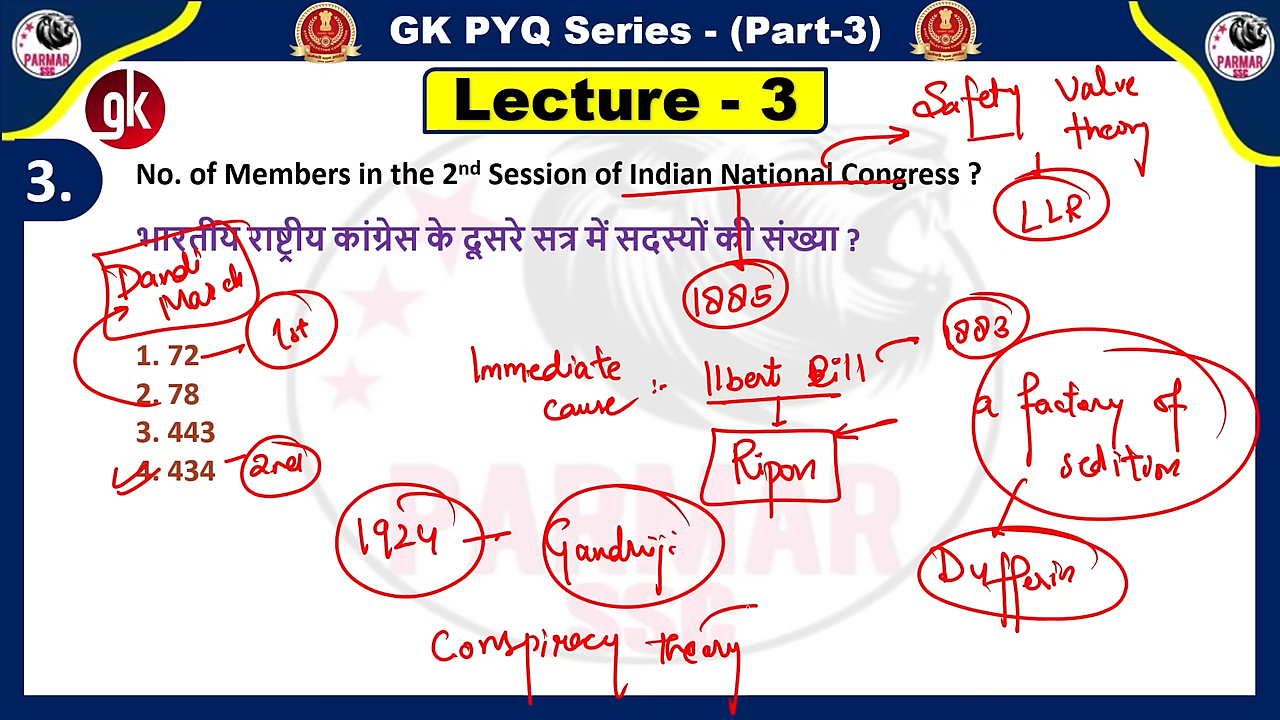 GK PYQ Series - (Part-3)
PARMAR
SSC
PARMAR
SSC
gk
Lecture - 3
Safety Valve
theory
LLR
3.
No. of Members in the 2nd Session of Indian National Congress ?
भारतीय राष्ट्रीय कांग्रेस के दूसरे सत्र में सदस्यों की संख्या ?
Dandi
March
1885
1883
1. 72
1st
2. 78
3. 443
4. 434
2nd
Immediate
cause :-
Ilbert Bill
Ripon
a factory of
sedition
Dufferin
1924 - Gandhiji
Conspiracy theory
PARMAR
SSC